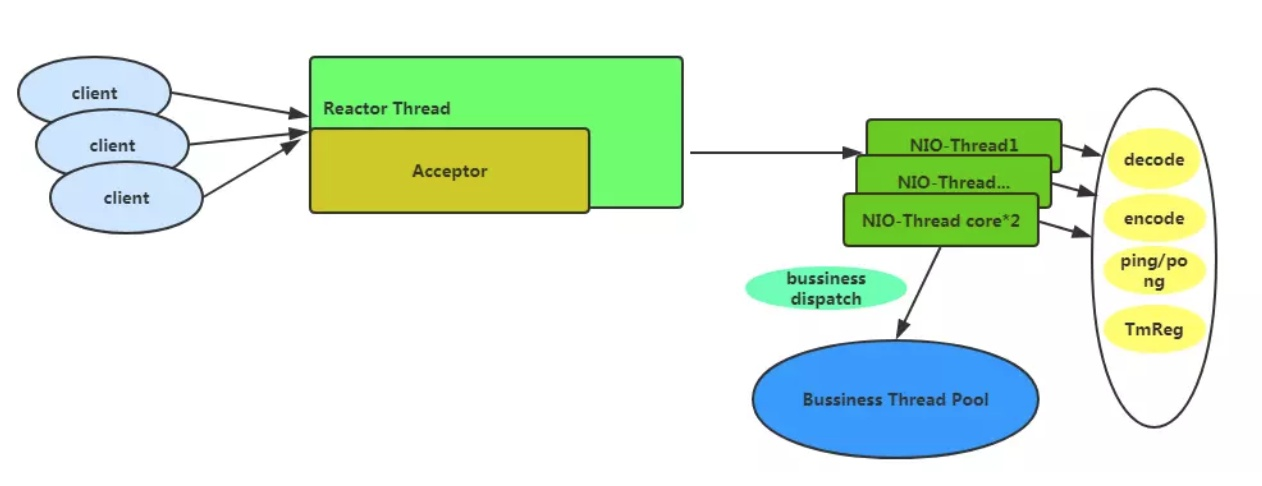 client
client
client
Reactor Thread
Acceptor
NIO-Thread1
NIO-Thread...
NIO-Thread core*2
decode
encode
ping/po
ng
TmReg
bussiness
dispatch
Bussiness Thread Pool